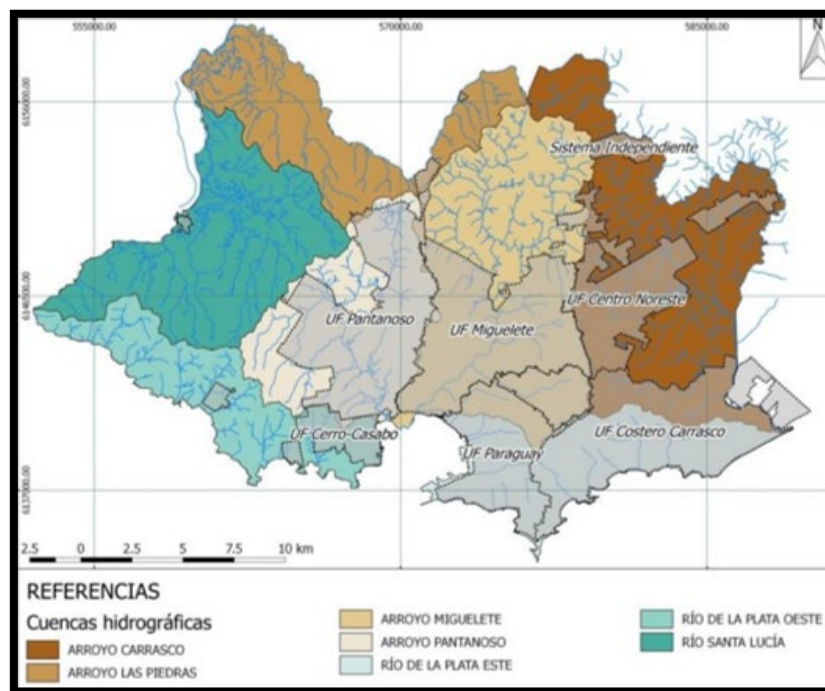 555000.00 570000.00 585000.00
N
6156000.00
Sistema Independiente
6146500.00
UF Centro Noreste
UF Pantanoso
UF Miguelete
UF Cerro-Casabo
UF Costero Carrasco
UF Paraguay
6137000.00
2.5 0 2.5 5 7.5 10 km
REFERENCIAS
Cuencas hidrográficas
ARROYO CARRASCO
ARROYO LAS PIEDRAS
ARROYO MIGUELETE
ARROYO PANTANOSO
RÍO DE LA PLATA ESTE
RÍO DE LA PLATA OESTE
RÍO SANTA LUCÍA